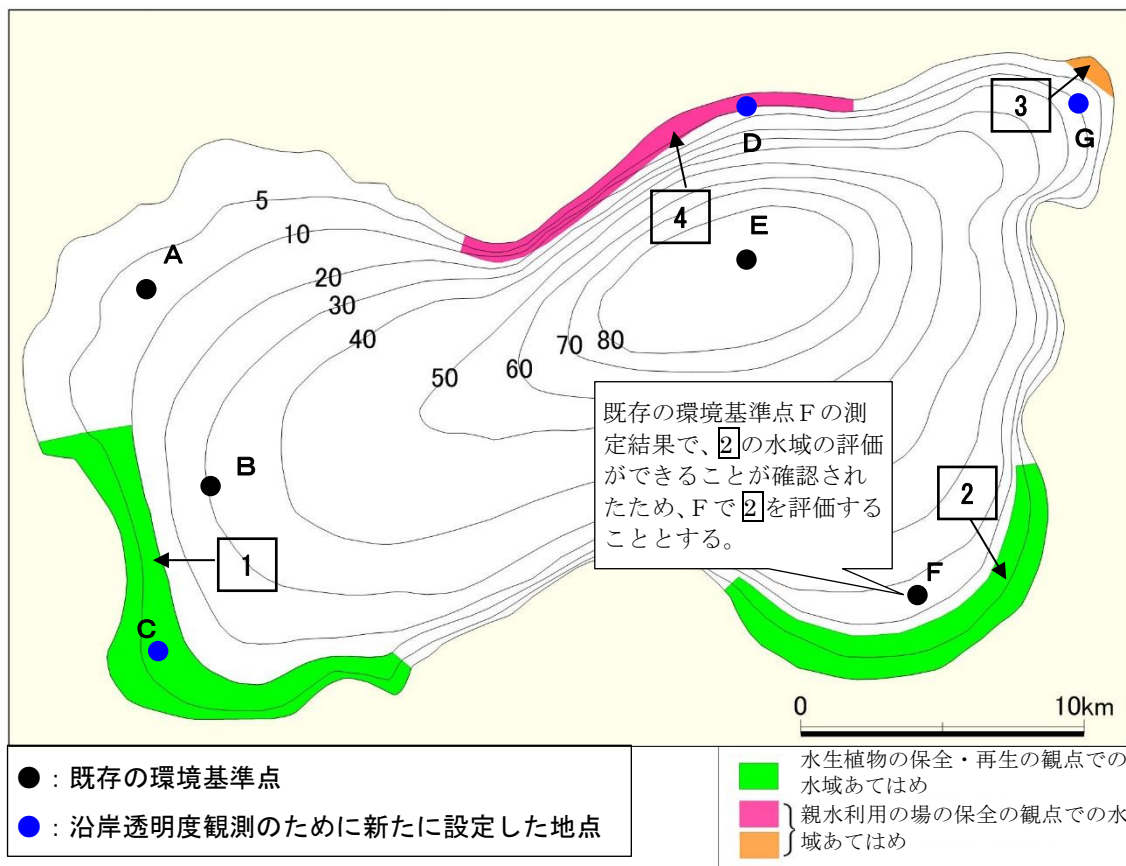 3
G
D
4
5
E
A
10
20
30
40
50
60
70
80
既存の環境基準点Fの測
定結果で、2の水域の評価
ができることが確認され
たため、Fで2を評価する
こととする。
B
2
1
F
C
0 10km
●:既存の環境基準点
●:沿岸透明度観測のために新たに設定した地点
水生植物の保全・再生の観点での
水域あてはめ
親水利用の場の保全の観点での水
域あてはめ